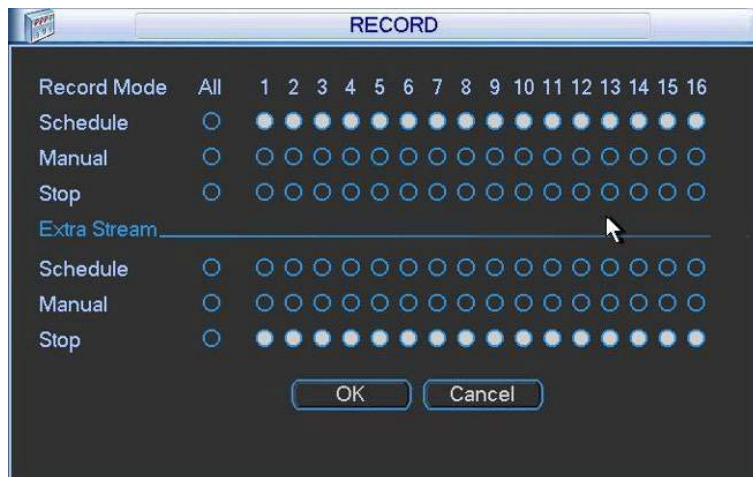 RECORD
Record Mode All 1 2 3 4 5 6 7 8 9 10 11 12 13 14 15 16
Schedule
Manual
Stop
Extra Stream
Schedule
Manual
Stop
OK Cancel